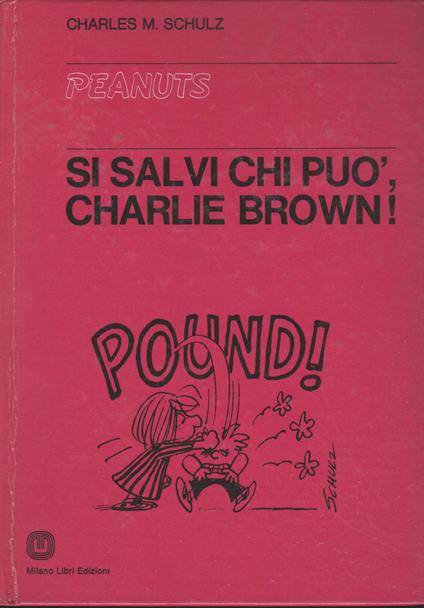 CHARLES M. SCHULZ
PEANUTS
SI SALVI CHI PUO',
CHARLIE BROWN!
POUND!
SCHULZ
Milano Libri Edizioni